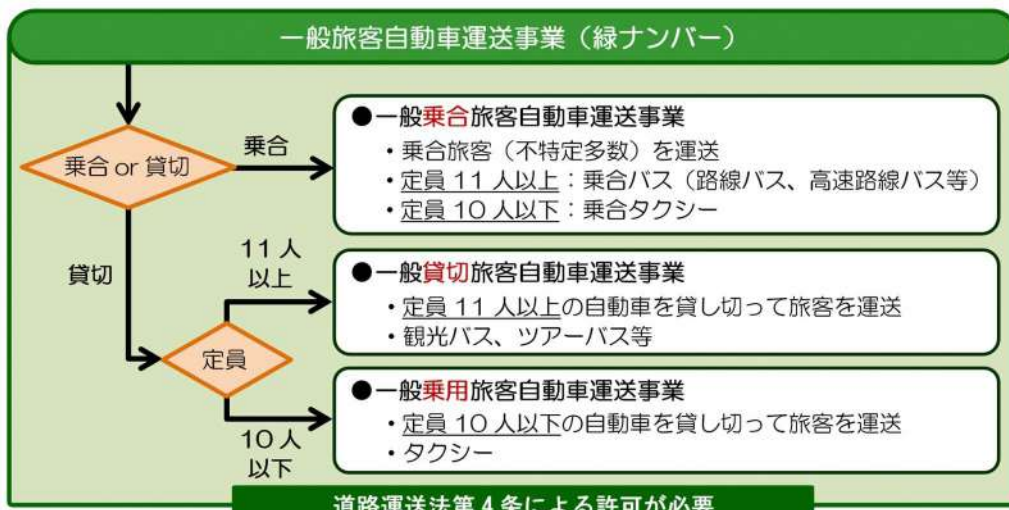 一般旅客自動車運送事業（緑ナンバー）
乗合 or 貸切
乗合
●一般乗合旅客自動車運送事業
・乗合旅客（不特定多数）を運送
・定員 11 人以上：乗合バス（路線バス、高速路線バス等）
・定員 10 人以下：乗合タクシー
貸切
定員
11 人
以上
●一般貸切旅客自動車運送事業
・定員 11 人以上の自動車を貸し切って旅客を運送
・観光バス、ツアーバス等
10 人
以下
●一般乗用旅客自動車運送事業
・定員 10 人以下の自動車を貸し切って旅客を運送
・タクシー
道路運送法第 4 条による許可が必要